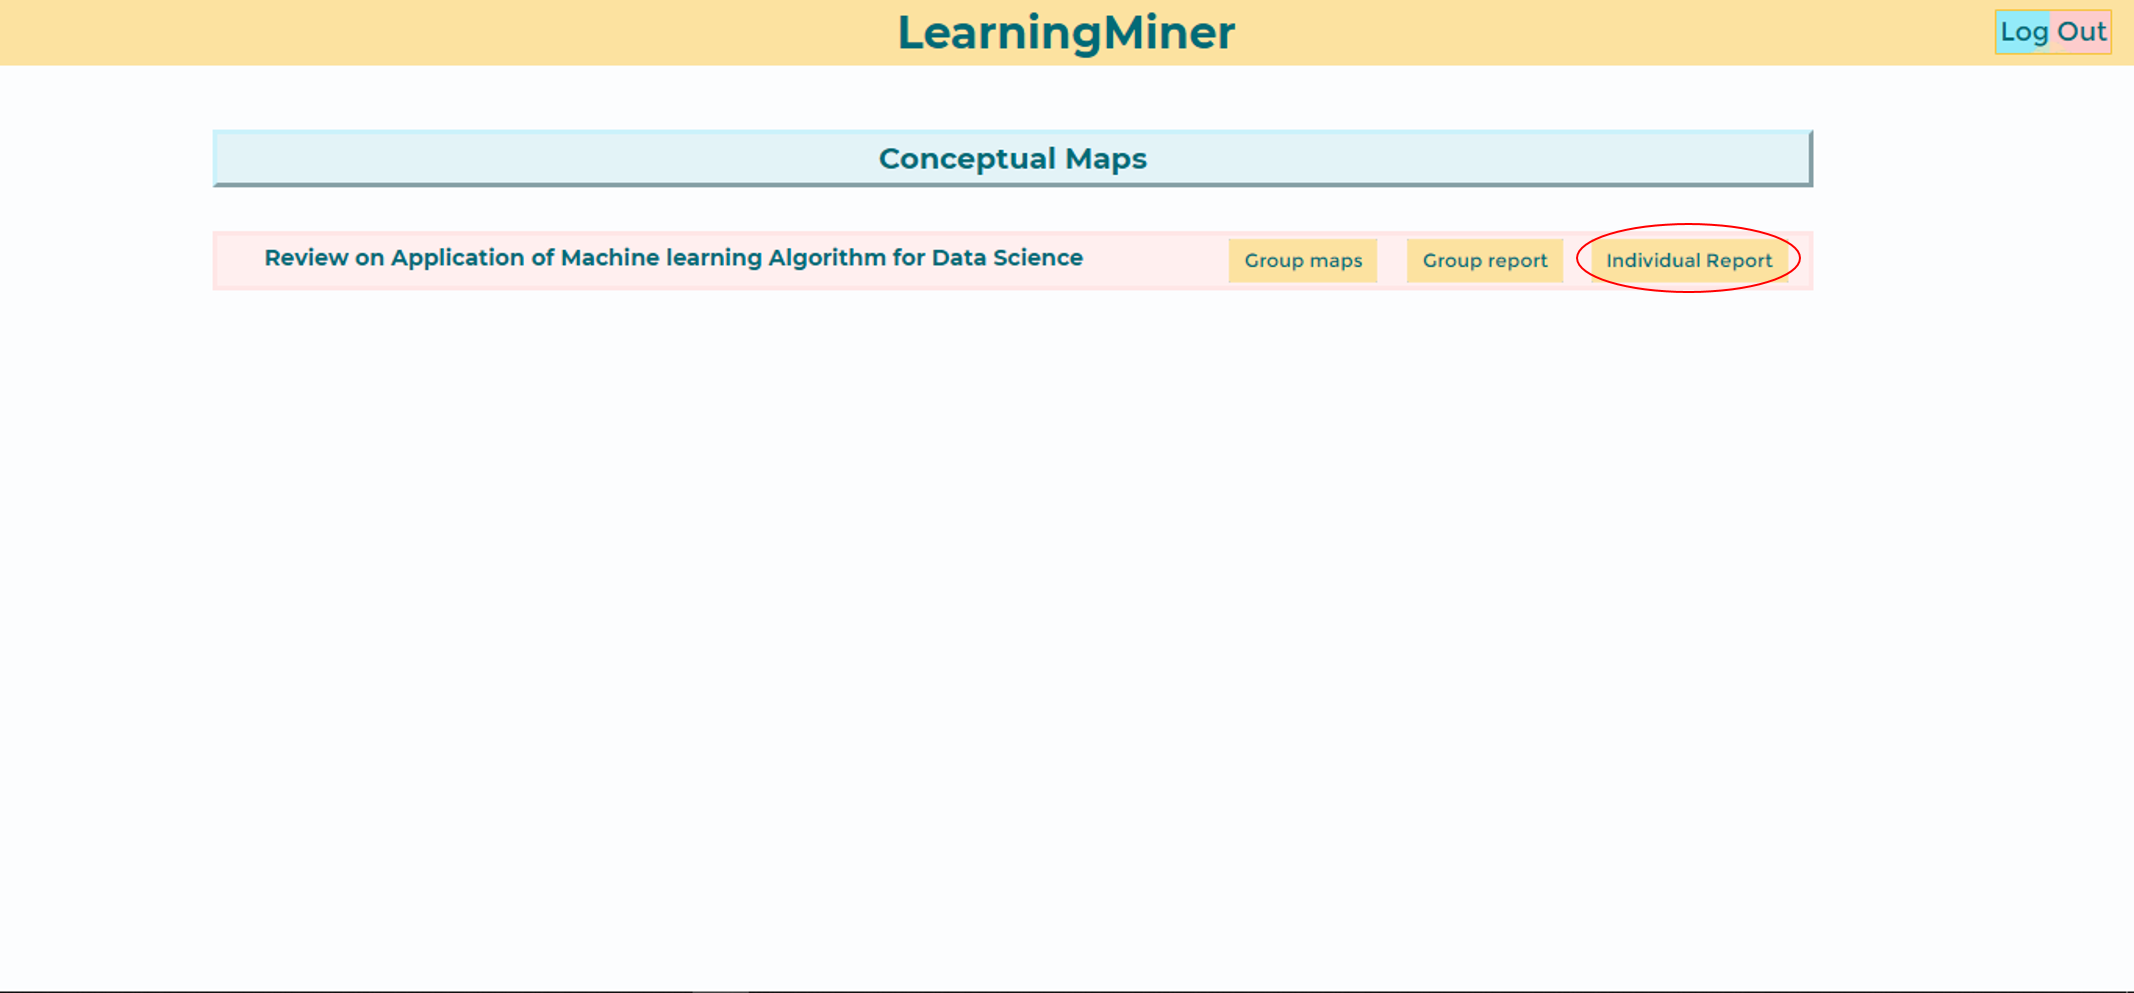 LearningMiner
Log Out
Conceptual Maps
Review on Application of Machine learning Algorithm for Data Science
Group maps
Group report
Individual Report